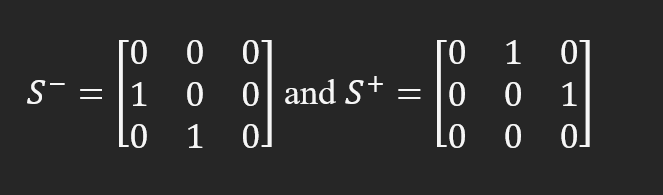 S⁻ = [0 0 0; 1 0 0; 0 1 0] and S⁺ = [0 1 0; 0 0 1; 0 0 0]